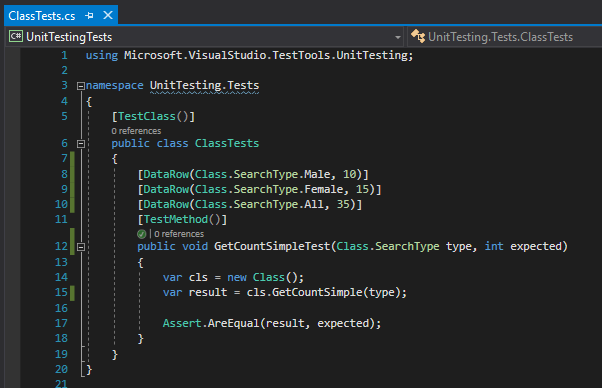 ClassTests.cs
C# UnitTestingTests UnitTesting.Tests.ClassTests
1 using Microsoft.VisualStudio.TestTools.UnitTesting;
2
3 namespace UnitTesting.Tests
4 {
5 [TestClass()]
0 references
6 public class ClassTests
7 {
8 [DataRow(Class.SearchType.Male, 10)]
9 [DataRow(Class.SearchType.Female, 15)]
10 [DataRow(Class.SearchType.All, 35)]
11 [TestMethod()]
| 0 references
12 public void GetCountSimpleTest(Class.SearchType type, int expected)
13 {
14 var cls = new Class();
15 var result = cls.GetCountSimple(type);
16
17 Assert.AreEqual(result, expected);
18 }
19 }
20 }
21